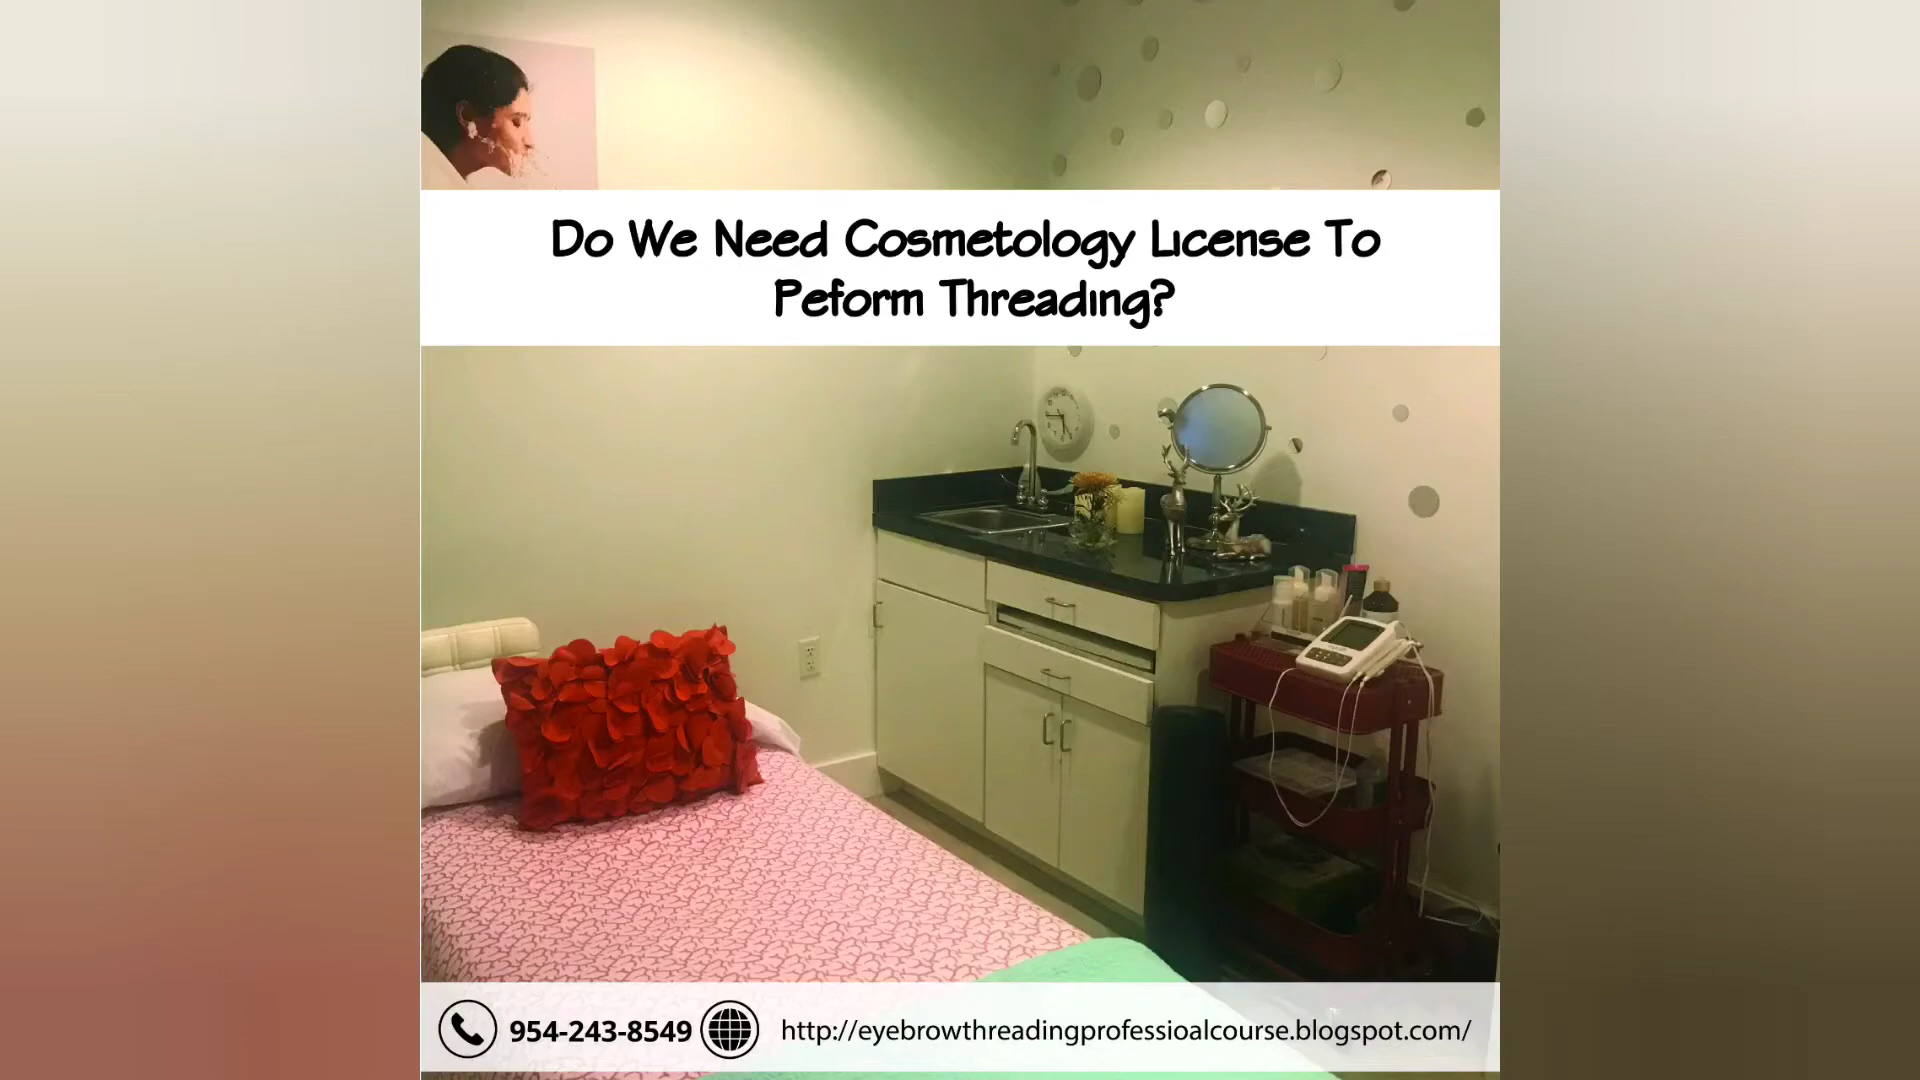 Do We Need Cosmetology License To
Peform Threading?
954-243-8549 http://eyebrowthreadingprofessioalcourse.blogspot.com/